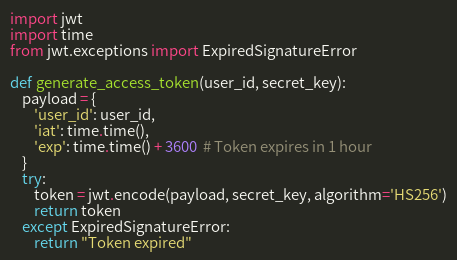 import jwt
import time
from jwt.exceptions import ExpiredSignatureError

def generate_access_token(user_id, secret_key):
    payload = {
        'user_id': user_id,
        'iat': time.time(),
        'exp': time.time() + 3600  # Token expires in 1 hour
    }
    try:
        token = jwt.encode(payload, secret_key, algorithm='HS256')
        return token
    except ExpiredSignatureError:
        return "Token expired"